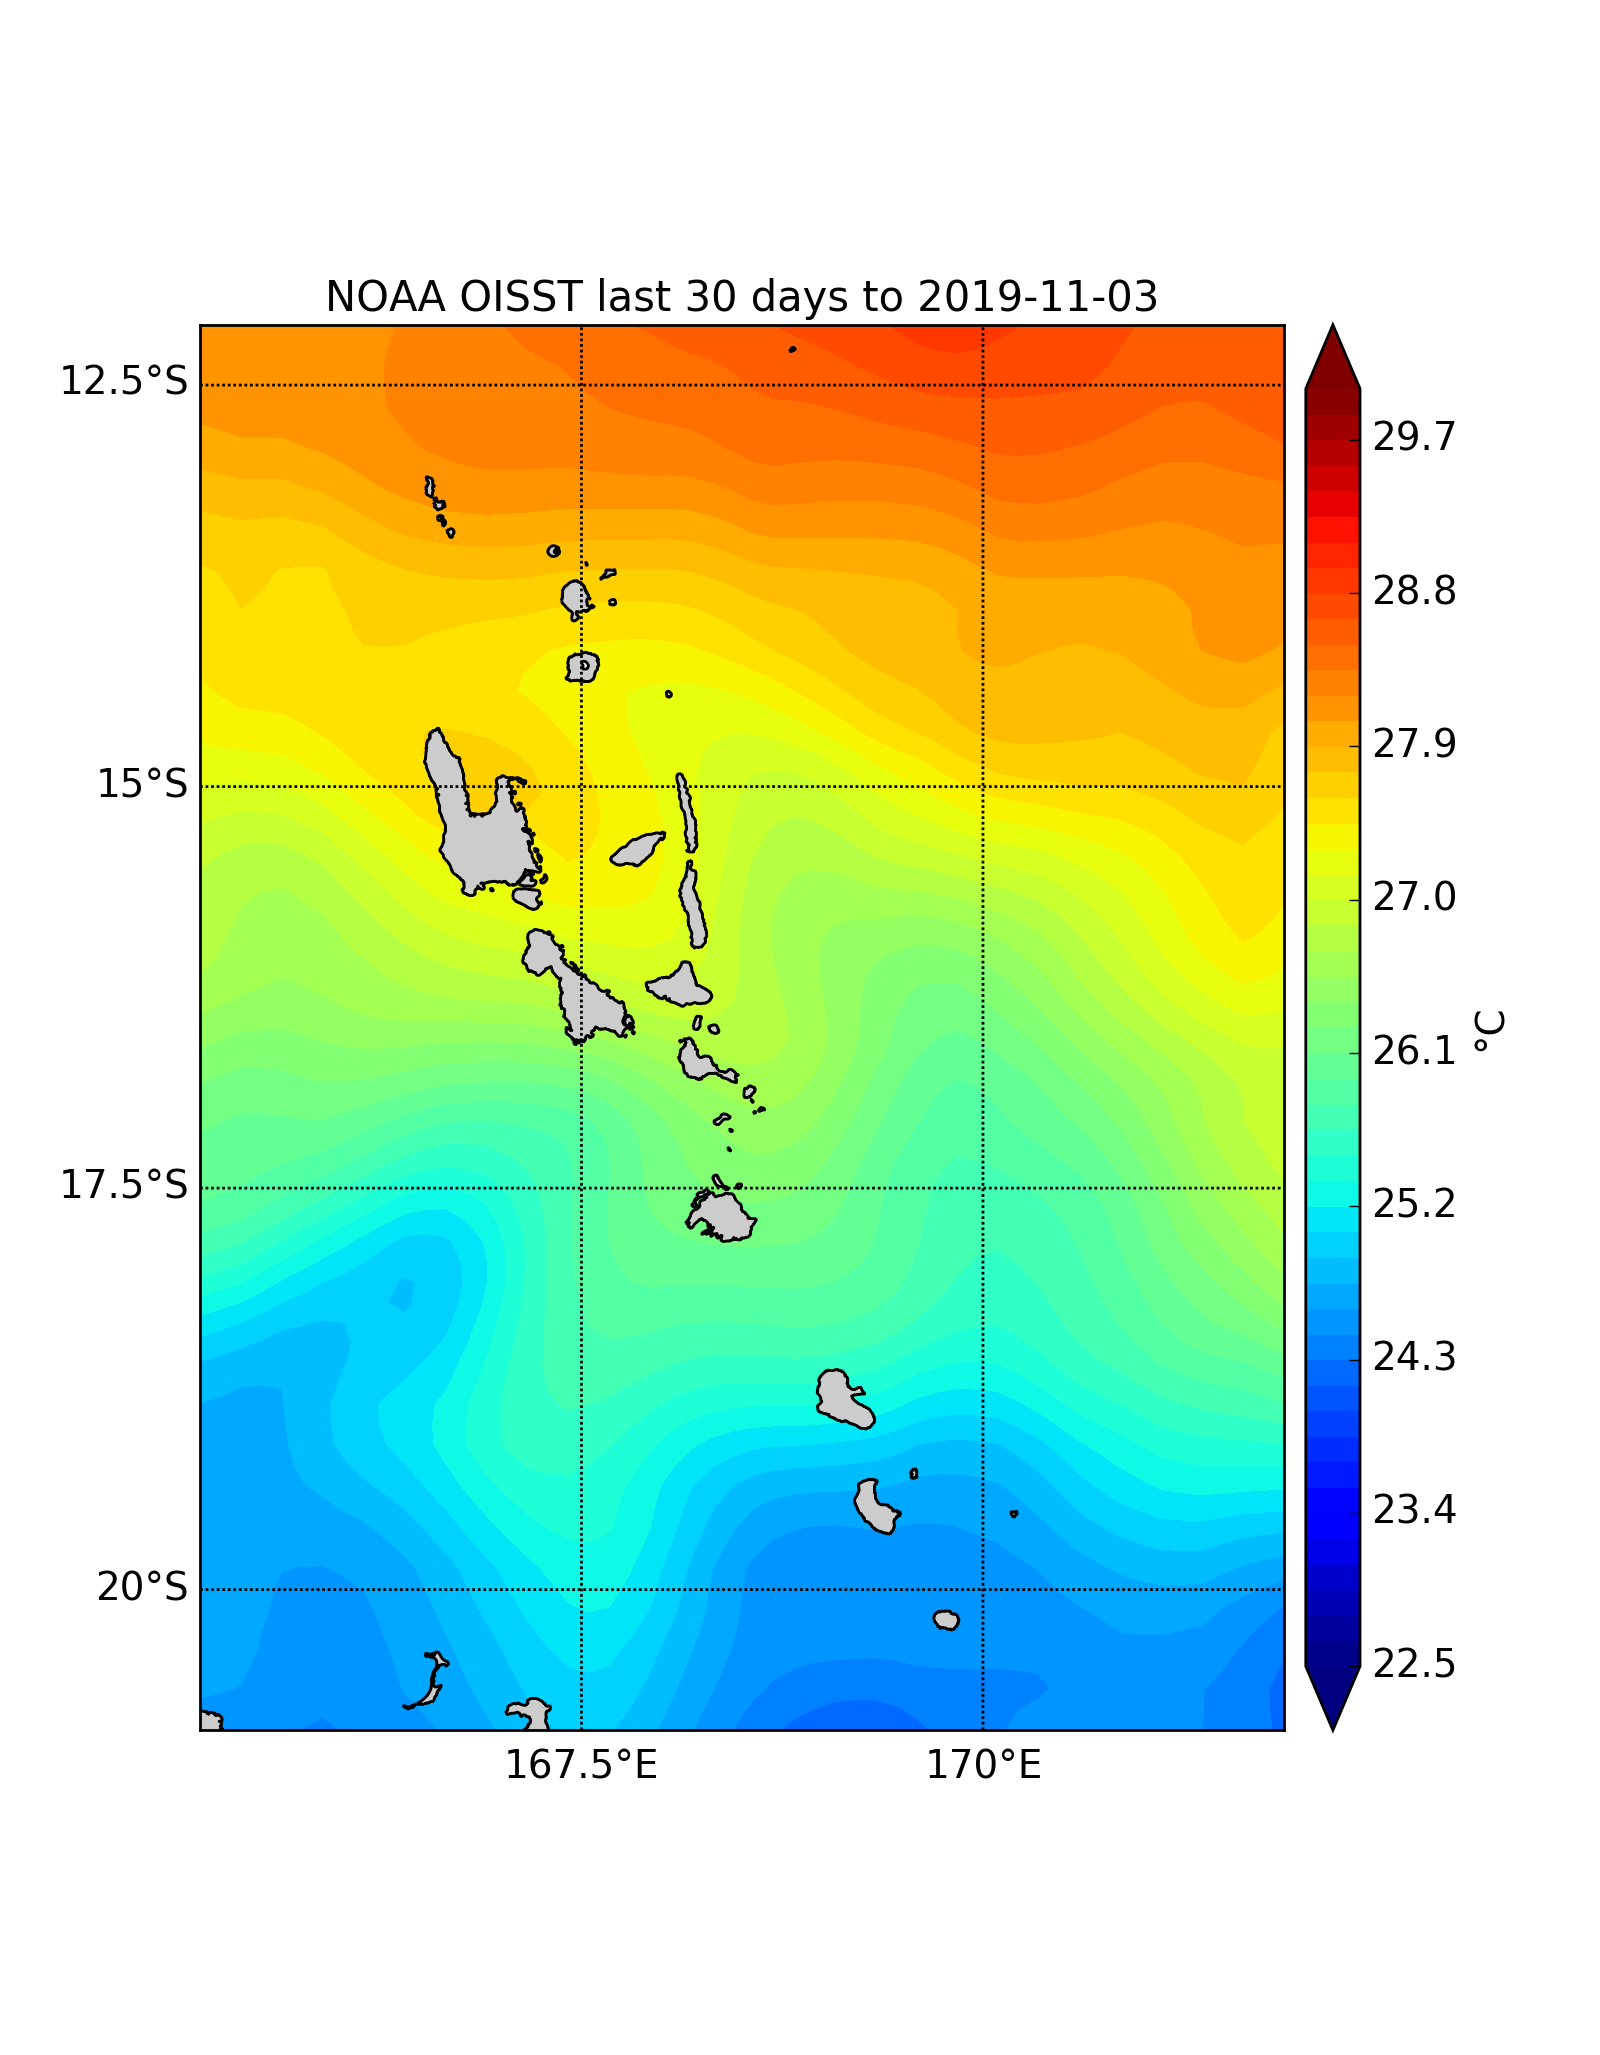 NOAA OISST last 30 days to 2019-11-03
12.5°S
15°S
17.5°S
20°S
167.5°E
170°E
29.7
28.8
27.9
27.0
26.1
25.2
24.3
23.4
22.5
°C